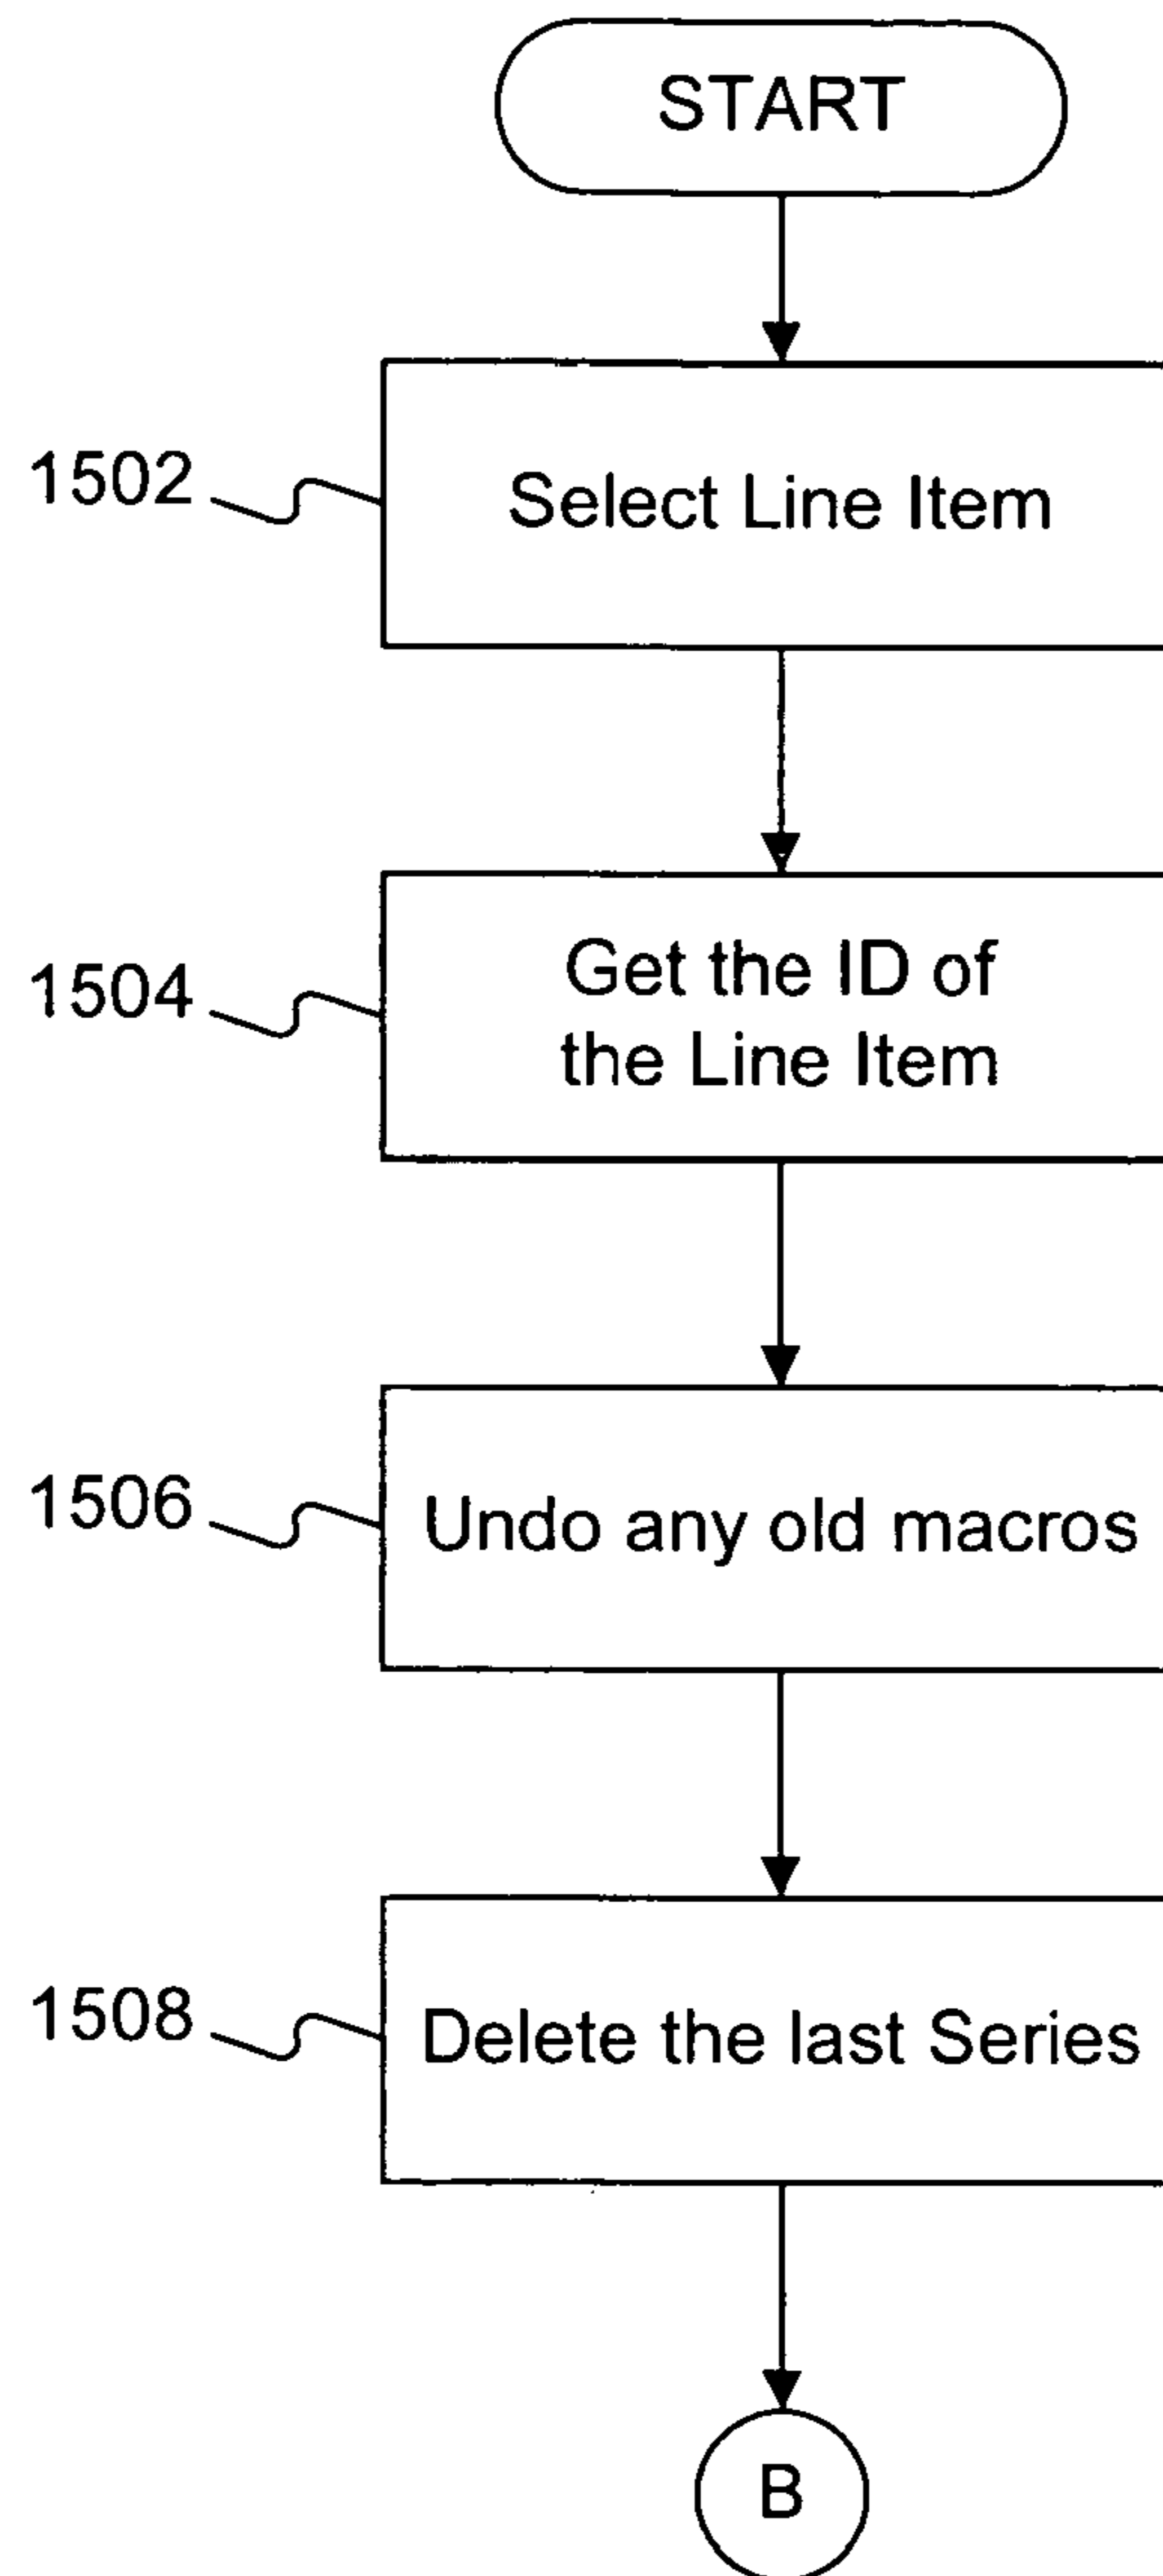 START
1502
Select Line Item
1504
Get the ID of
the Line Item
1506
Undo any old macros
1508
Delete the last Series
B